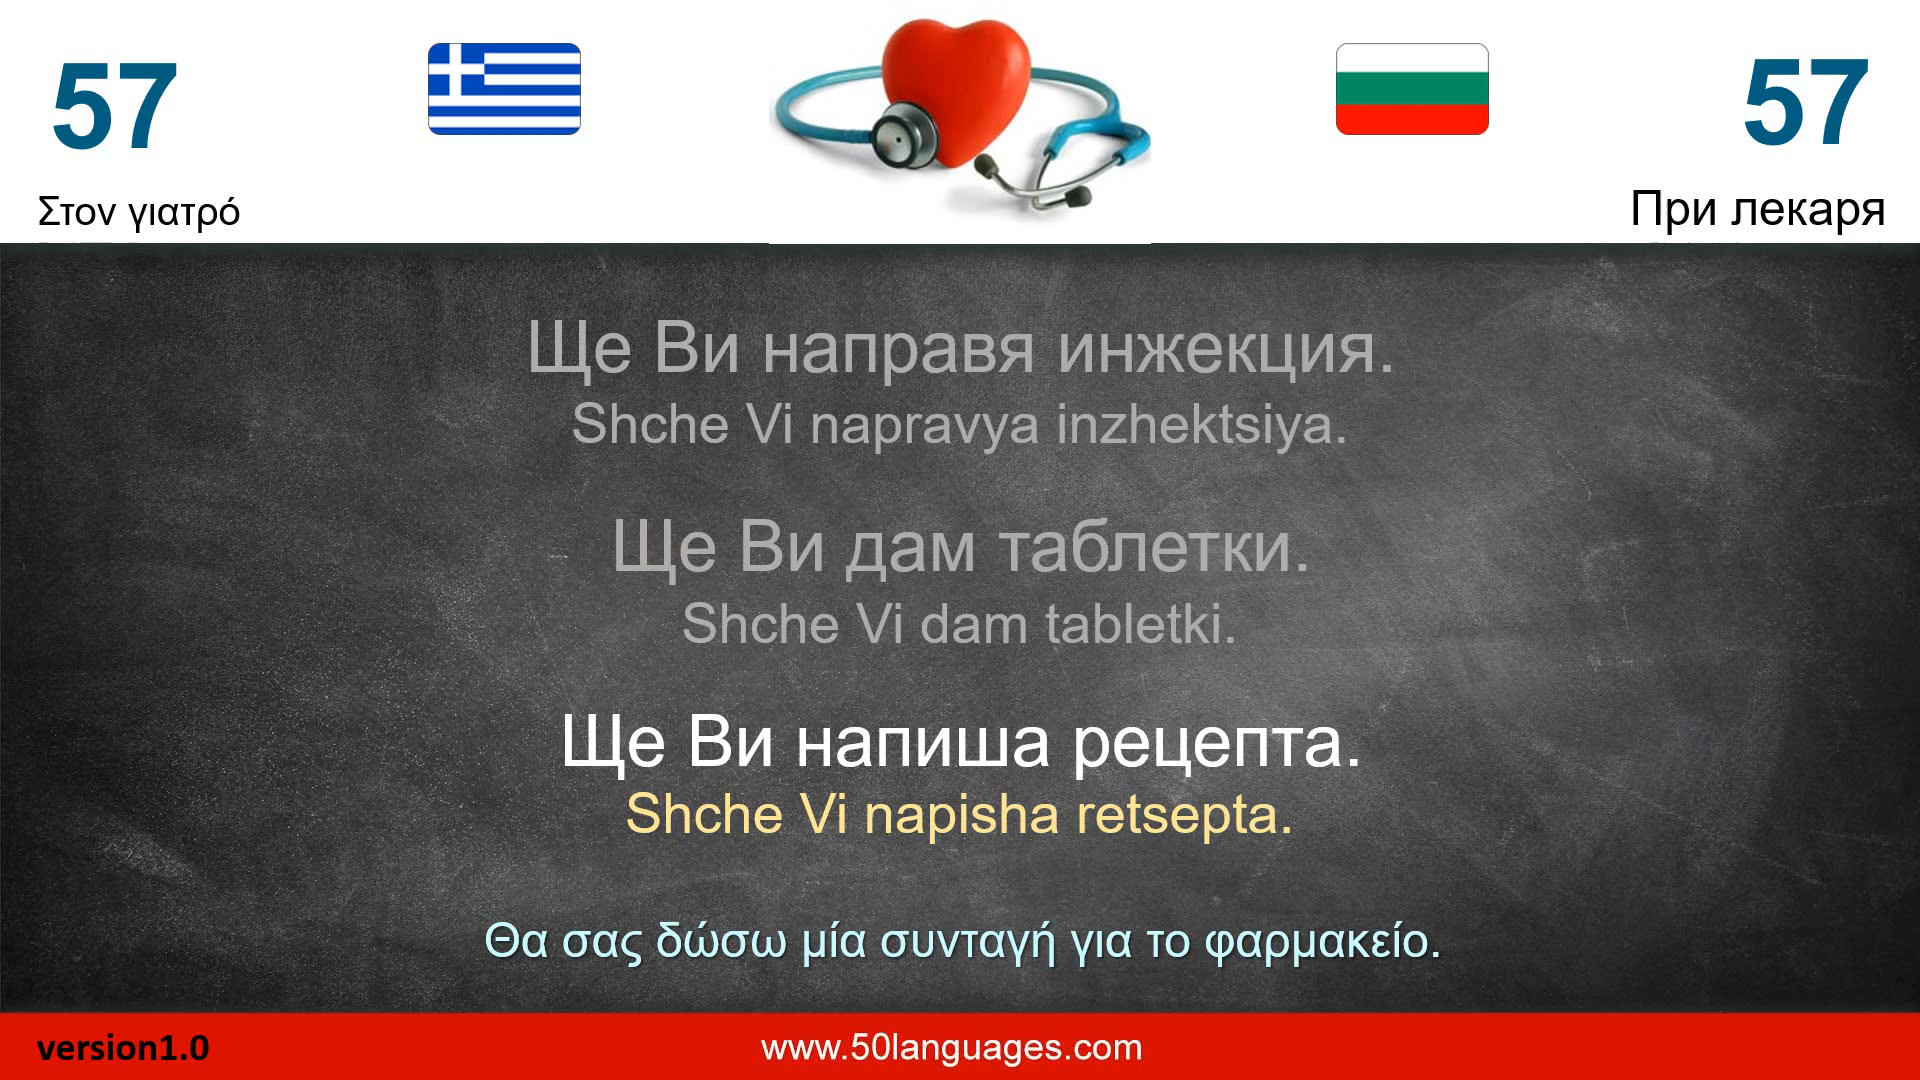 57
57
Στον γιατρό
При лекаря
Ще Ви направя инжекция.
Shche Vi napravya inzhektsiya.
Ще Ви дам таблетки.
Shche Vi dam tabletki.
Ще Ви напиша рецепта.
Shche Vi napisha retsepta.
Θα σας δώσω μία συνταγή για το φαρμακείο.
version1.0
www.50languages.com